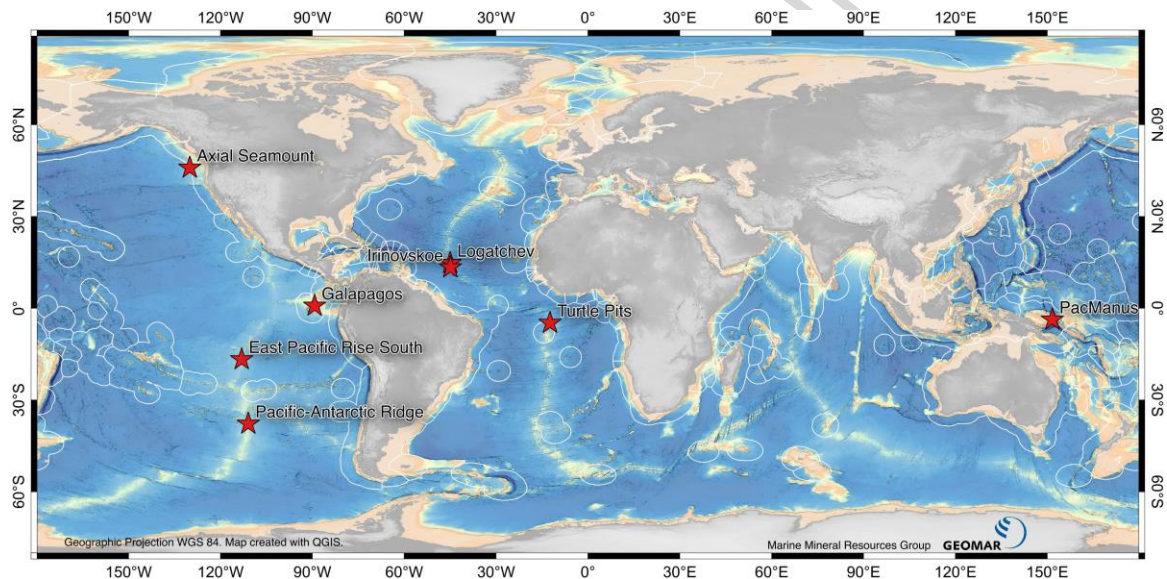 150°W 120°W 90°W 60°W 30°W 0° 30°E 60°E 90°E 120°E 150°E
60°N 60°N
Axial Seamount
30°N 30°N
Irinovskoe Logatchev
Galapagos
0° Turtle Pits PacManus 0°
East Pacific Rise South
30°S 30°S
Pacific-Antarctic Ridge
60°S 60°S
Geographic Projection WGS 84. Map created with QGIS. Marine Mineral Resources Group GEOMAR
150°W 120°W 90°W 60°W 30°W 0° 30°E 60°E 90°E 120°E 150°E